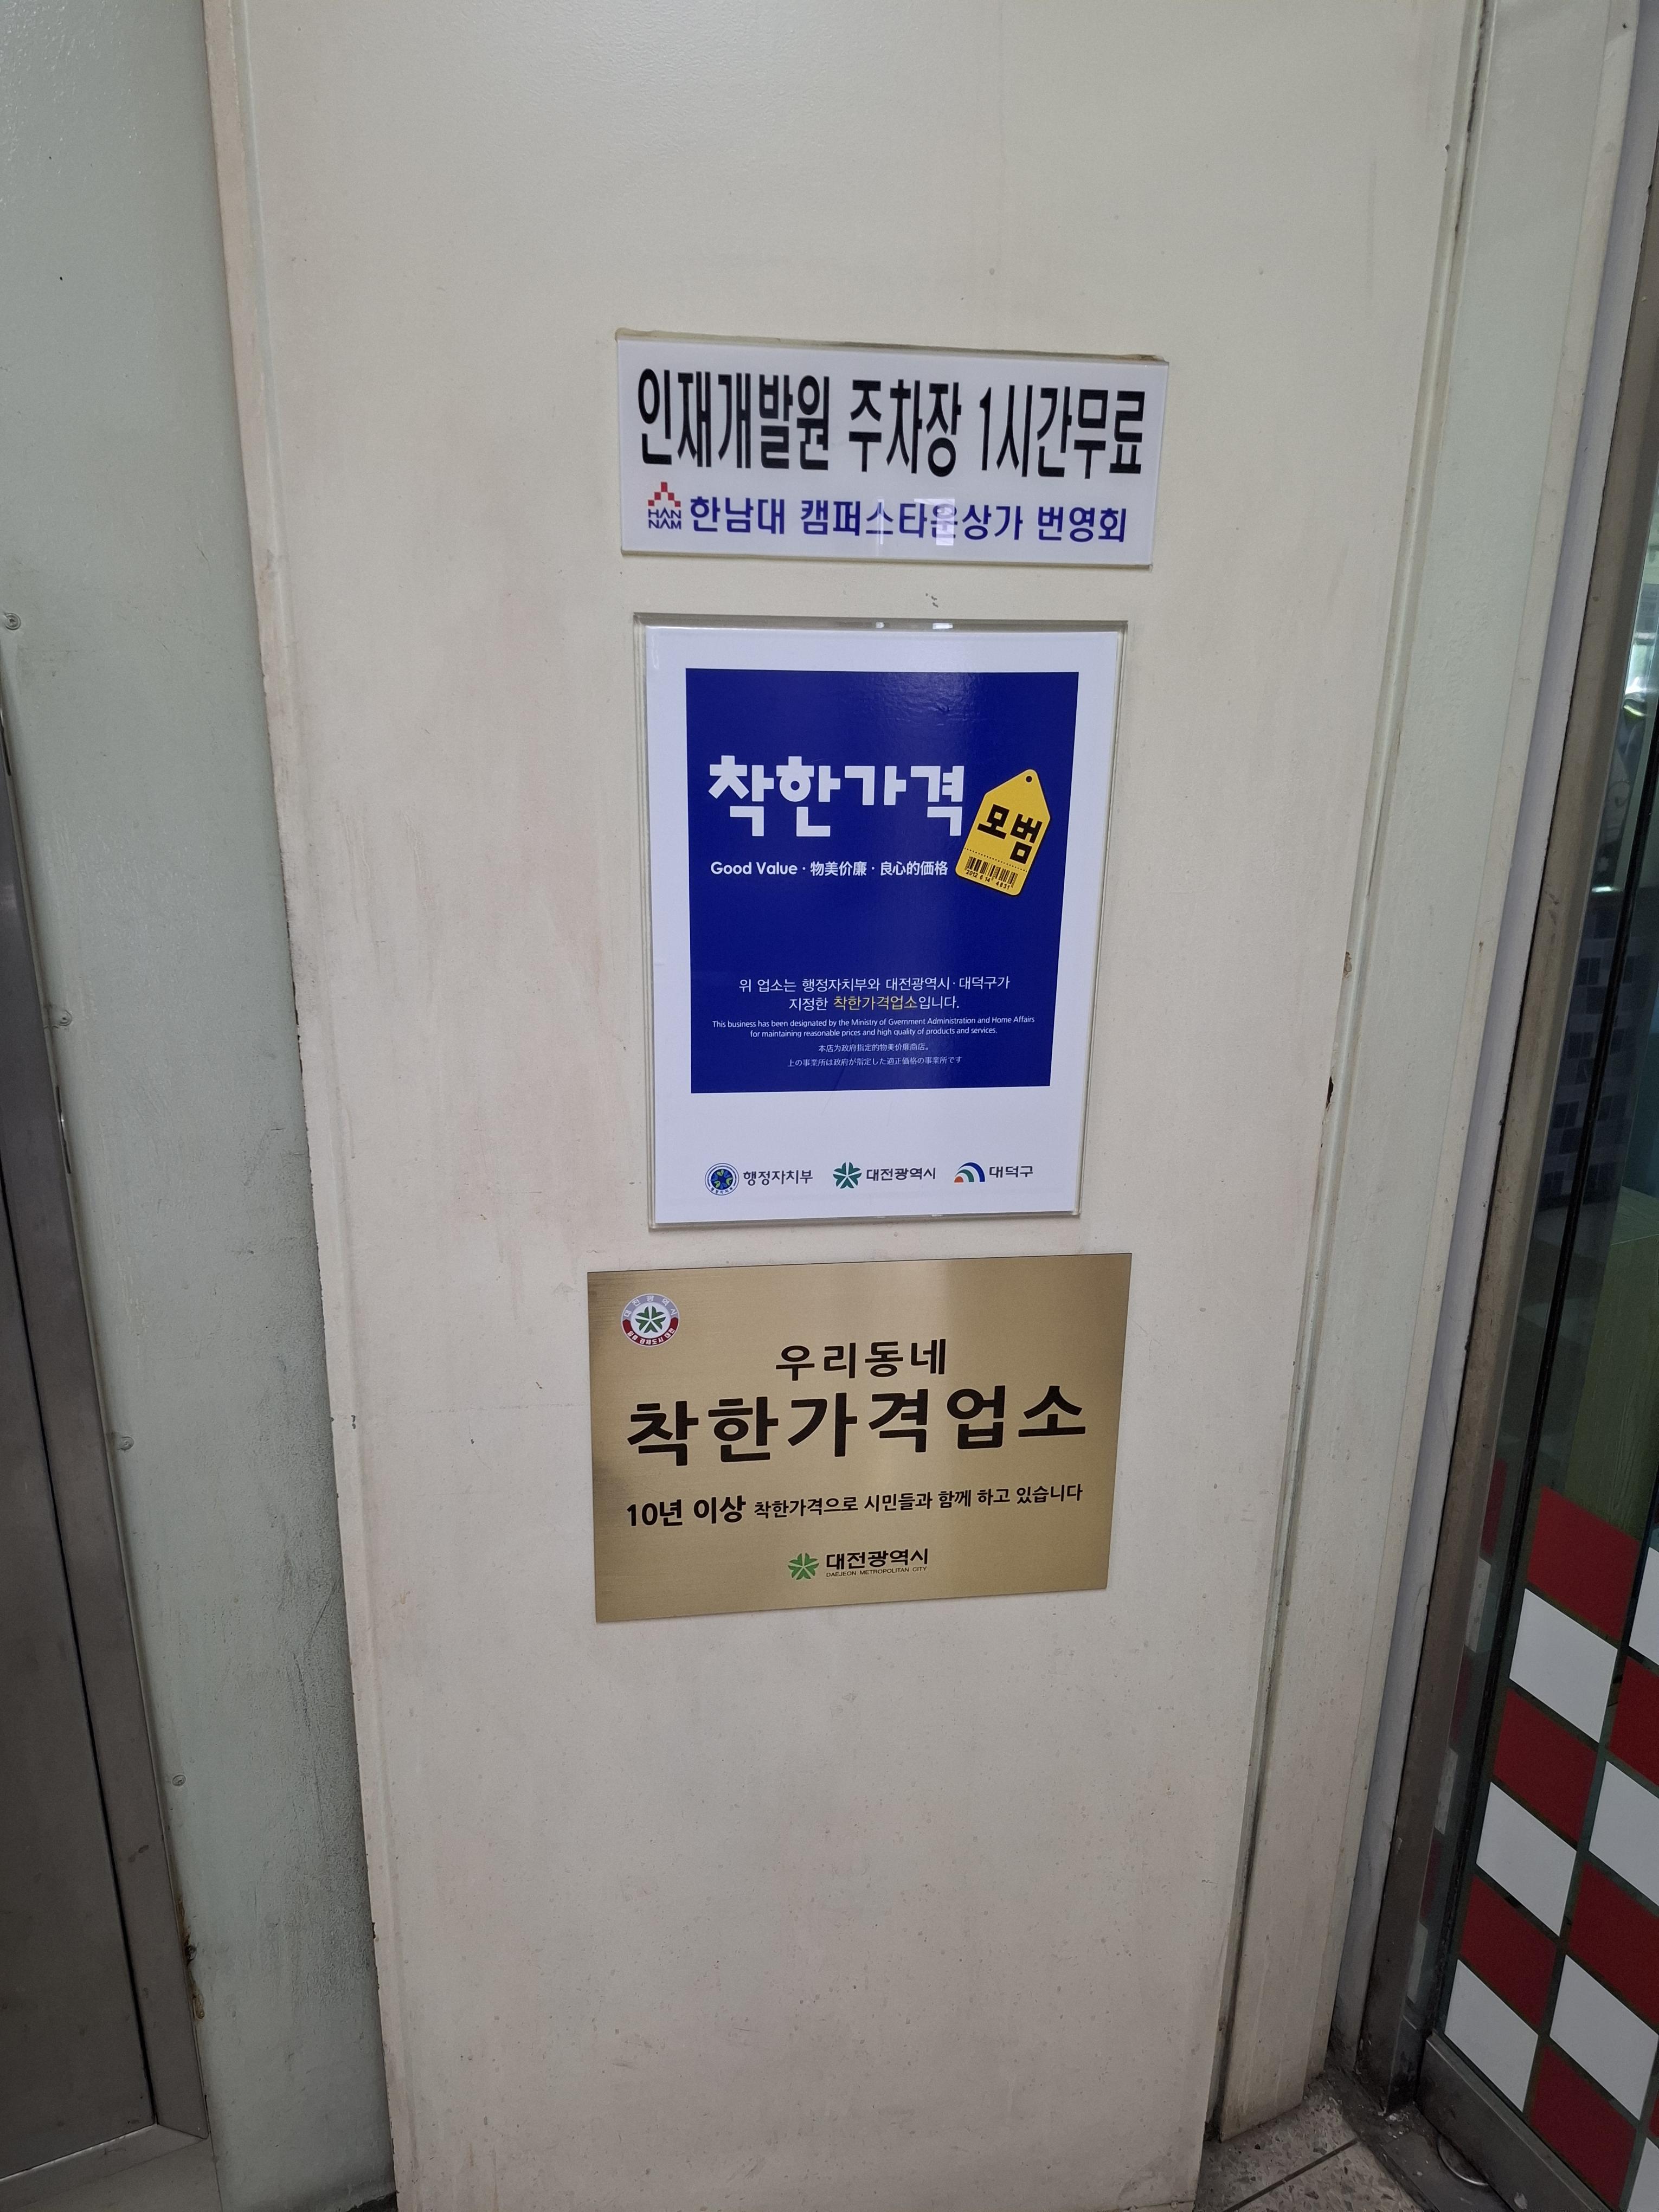 인재개발원 주차장 1시간무료
HAN NAM 한남대 캠퍼스타운상가 번영회
착한가격
모범
Good Value · 物美价廉 · 良心的価格
2012 6 14 4831
위 업소는 행정자치부와 대전광역시·대덕구가
지정한 착한가격업소입니다.
This business has been designated by the Ministry of Gvernment Administration and Home Affairs
for maintaining reasonable prices and high quality of products and services.
本店为政府指定的物美价廉商店。
上の事業所は政府が指定した適正価格の事業所です
행정자치부 대전광역시 대덕구
대전광역시
우리동네
착한가격업소
10년 이상 착한가격으로 시민들과 함께 하고 있습니다
대전광역시
DAEJEON METROPOLITAN CITY